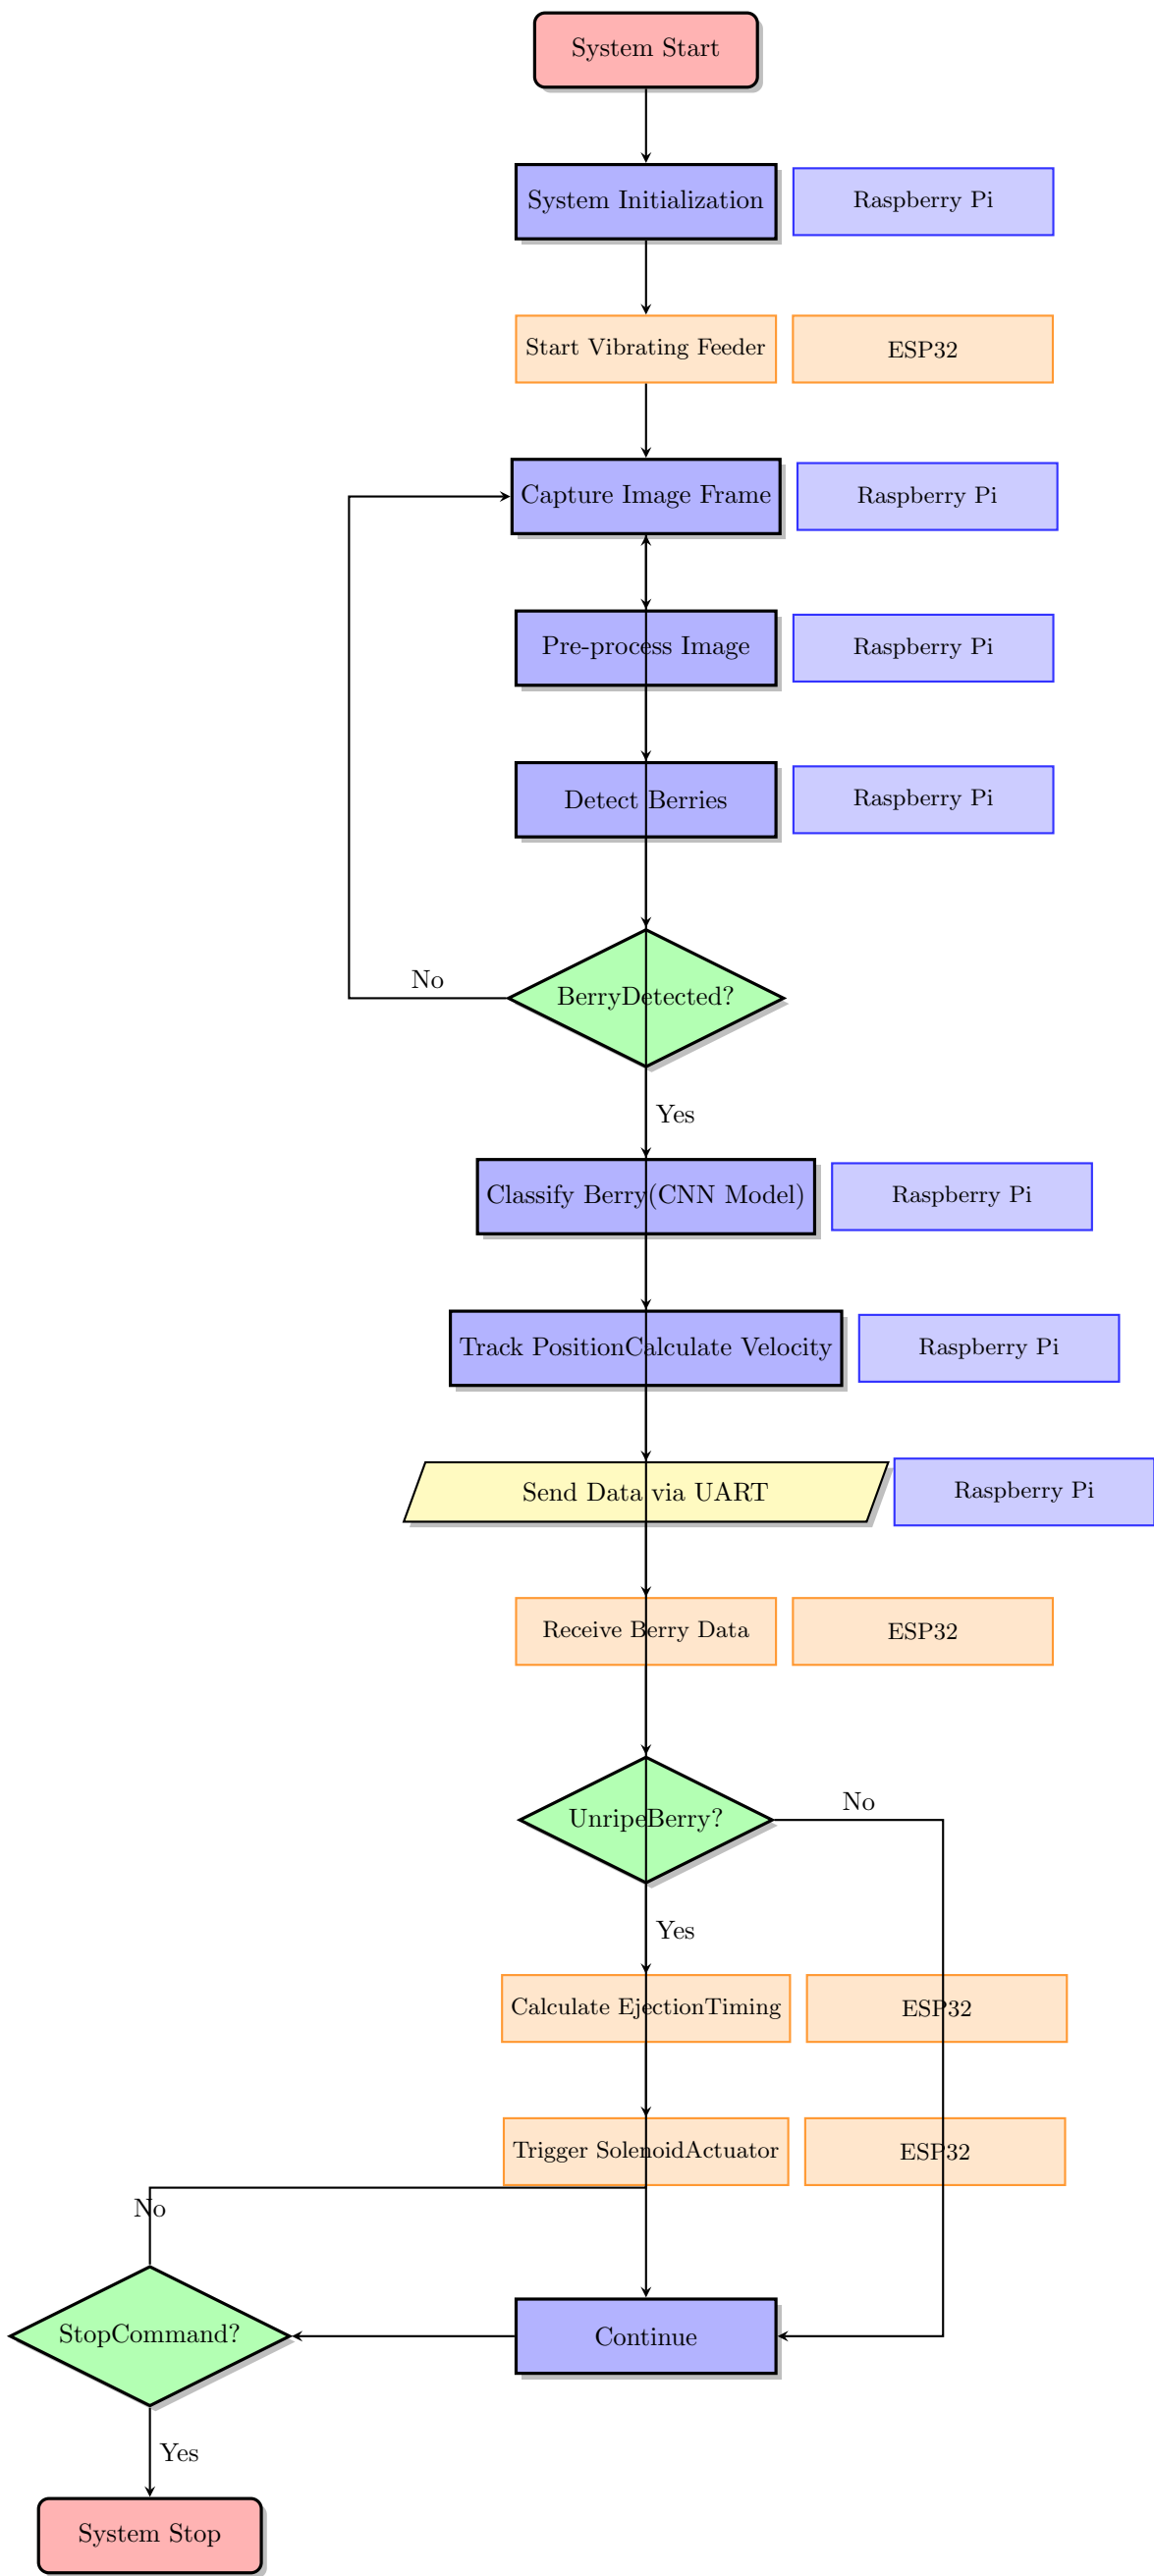 System Start
System Initialization
Raspberry Pi
Start Vibrating Feeder
ESP32
Capture Image Frame
Raspberry Pi
Pre-process Image
Raspberry Pi
Detect Berries
Raspberry Pi
BerryDetected?
No
Yes
Classify Berry(CNN Model)
Raspberry Pi
Track PositionCalculate Velocity
Raspberry Pi
Send Data via UART
Raspberry Pi
Receive Berry Data
ESP32
UnripeBerry?
No
Yes
Calculate EjectionTiming
ESP32
Trigger SolenoidActuator
ESP32
No
StopCommand?
Continue
Yes
System Stop